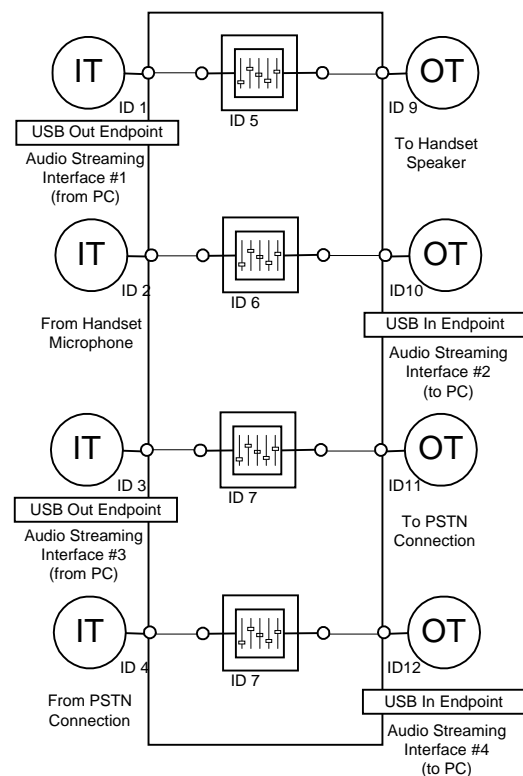 IT
OT
ID 1
ID 5
ID 9
USB Out Endpoint
Audio Streaming
Interface #1
(from PC)
To Handset
Speaker
IT
OT
ID 2
ID 6
ID10
From Handset
Microphone
USB In Endpoint
Audio Streaming
Interface #2
(to PC)
IT
OT
ID 3
ID 7
ID11
USB Out Endpoint
Audio Streaming
Interface #3
(from PC)
To PSTN
Connection
IT
OT
ID 4
ID 7
ID12
From PSTN
Connection
USB In Endpoint
Audio Streaming
Interface #4
(to PC)